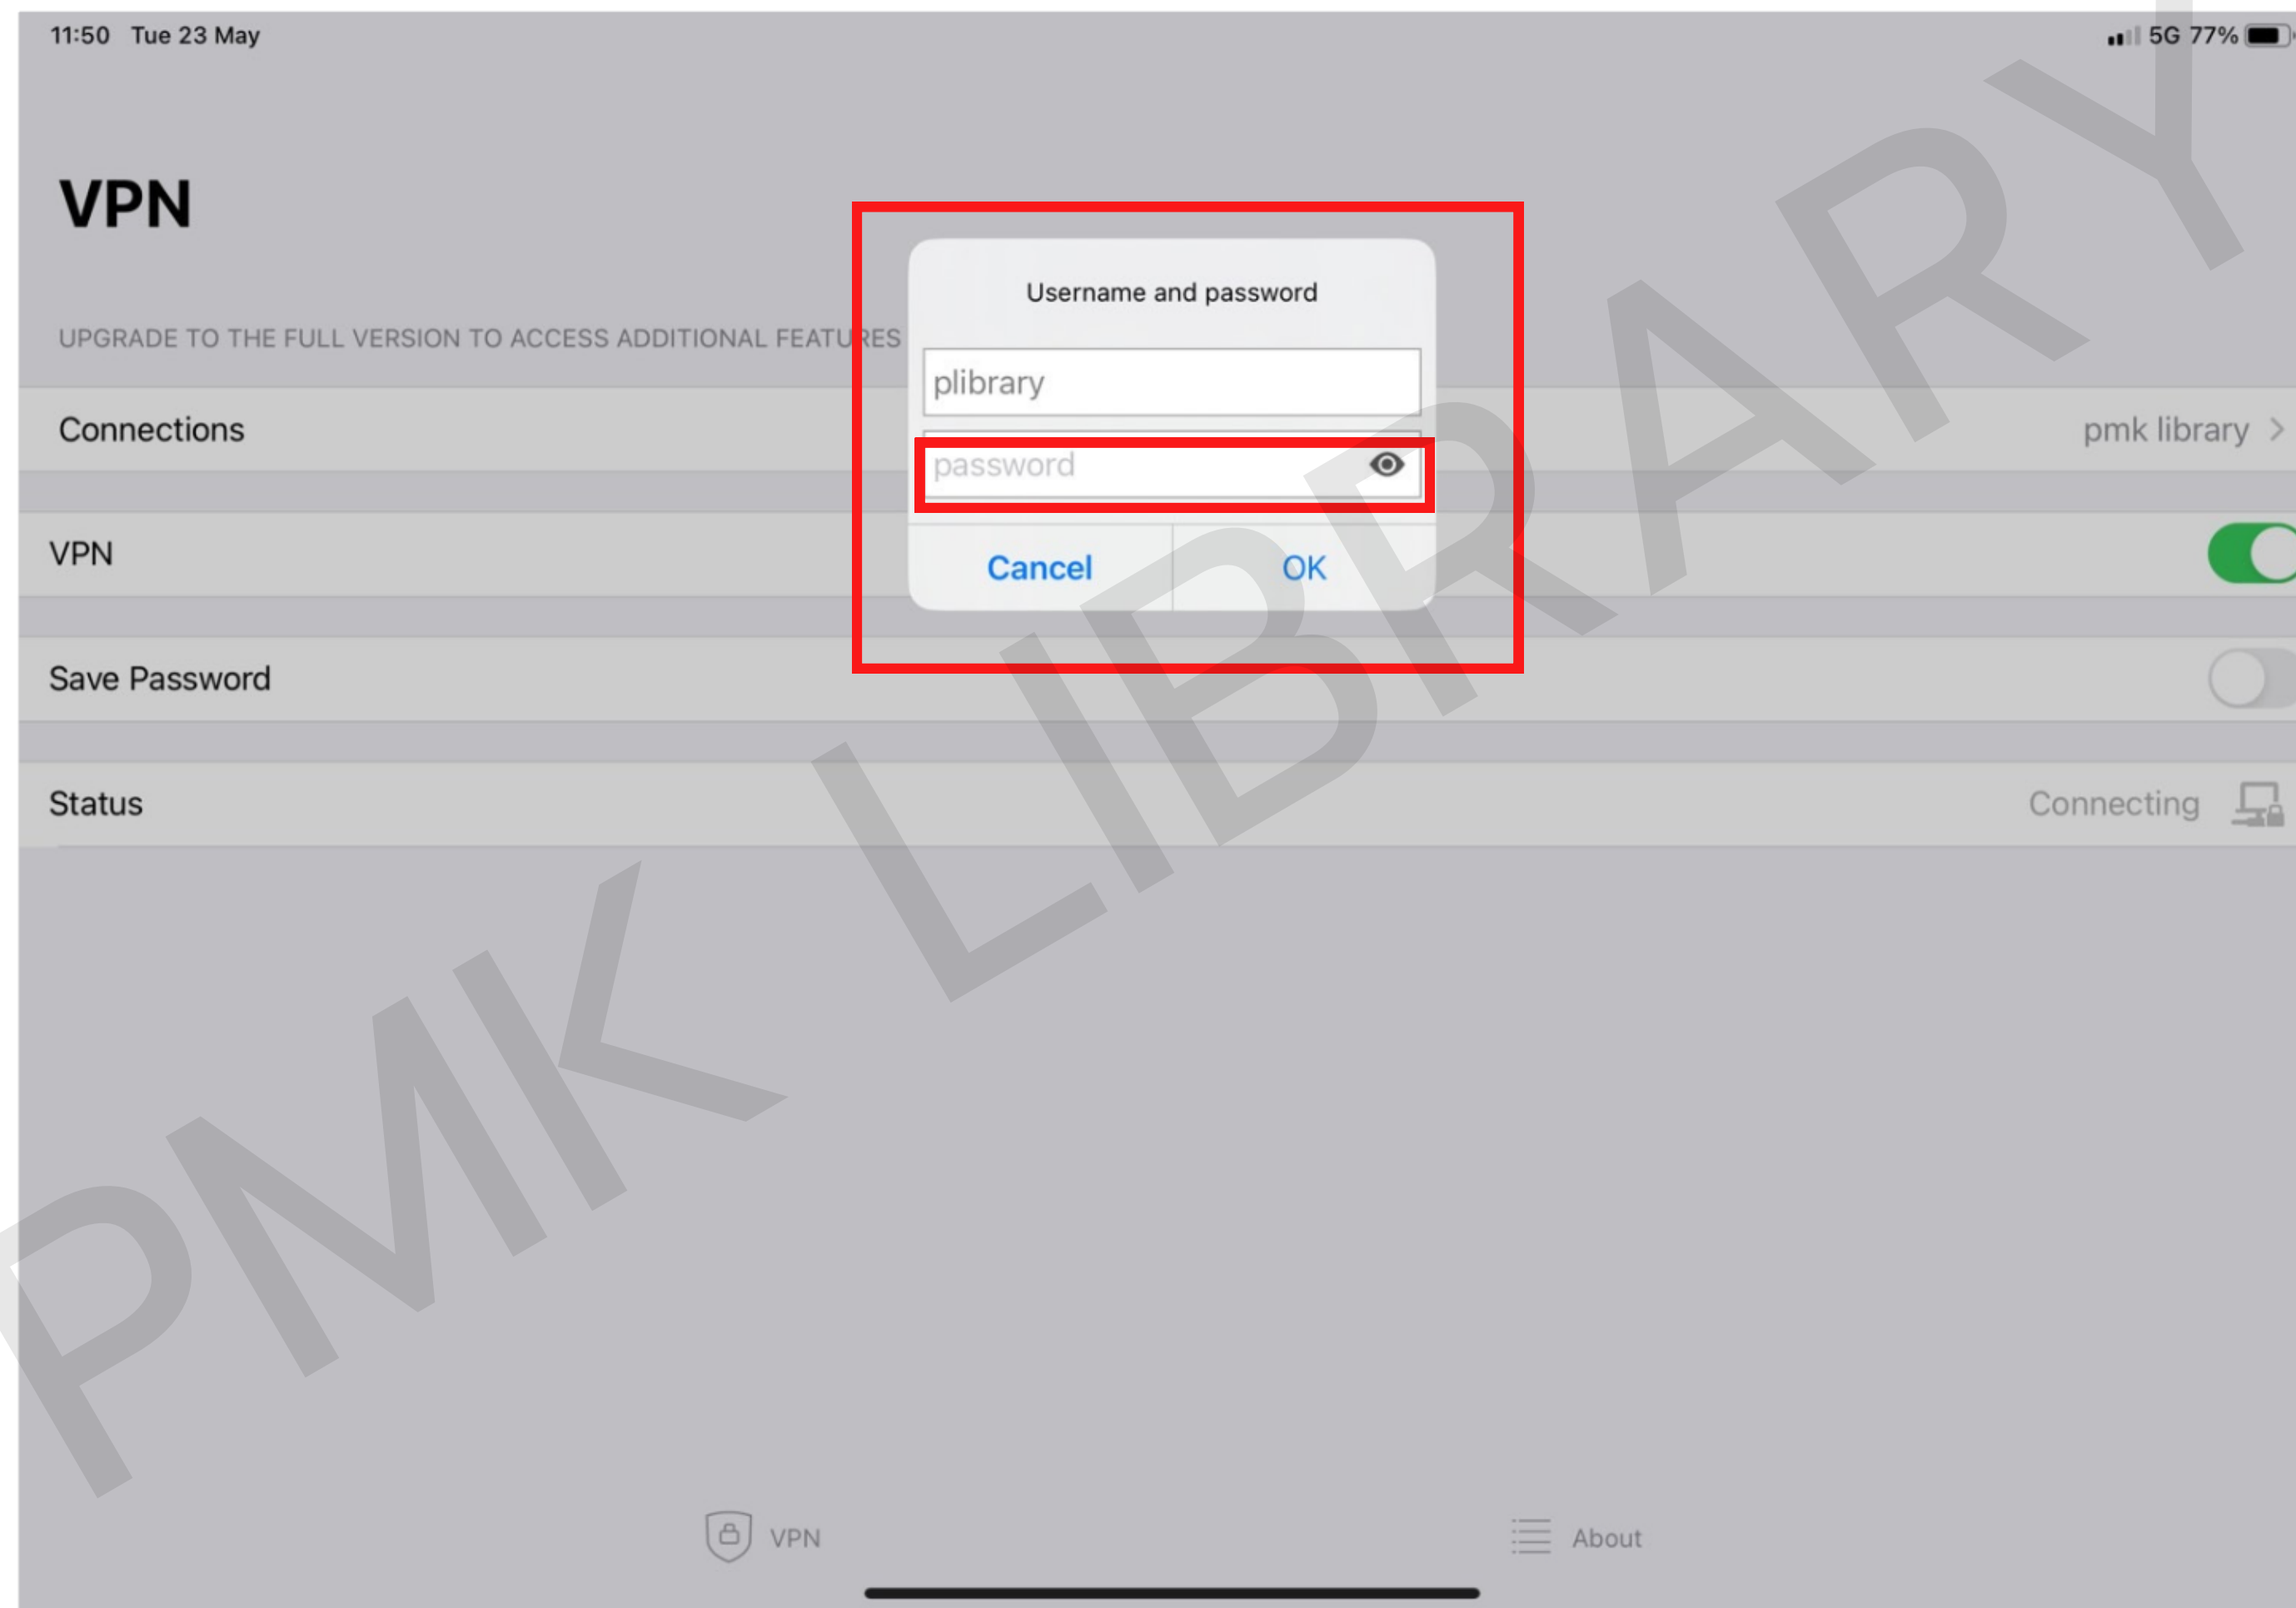 11:50 Tue 23 May
5G 77%
VPN
Username and password
UPGRADE TO THE FULL VERSION TO ACCESS ADDITIONAL FEATURES
plibrary
Connections
pmk library
password
VPN
Cancel
OK
Save Password
Status
Connecting
VPN
About
PMK LIBRARY